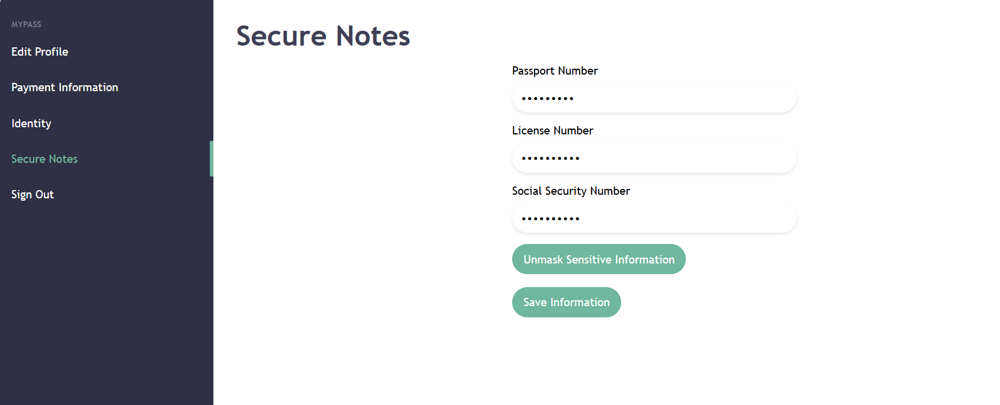 MYPASS
Edit Profile
Payment Information
Identity
Secure Notes
Sign Out
Secure Notes
Passport Number
•••••••••
License Number
••••••••••
Social Security Number
••••••••••
Unmask Sensitive Information
Save Information